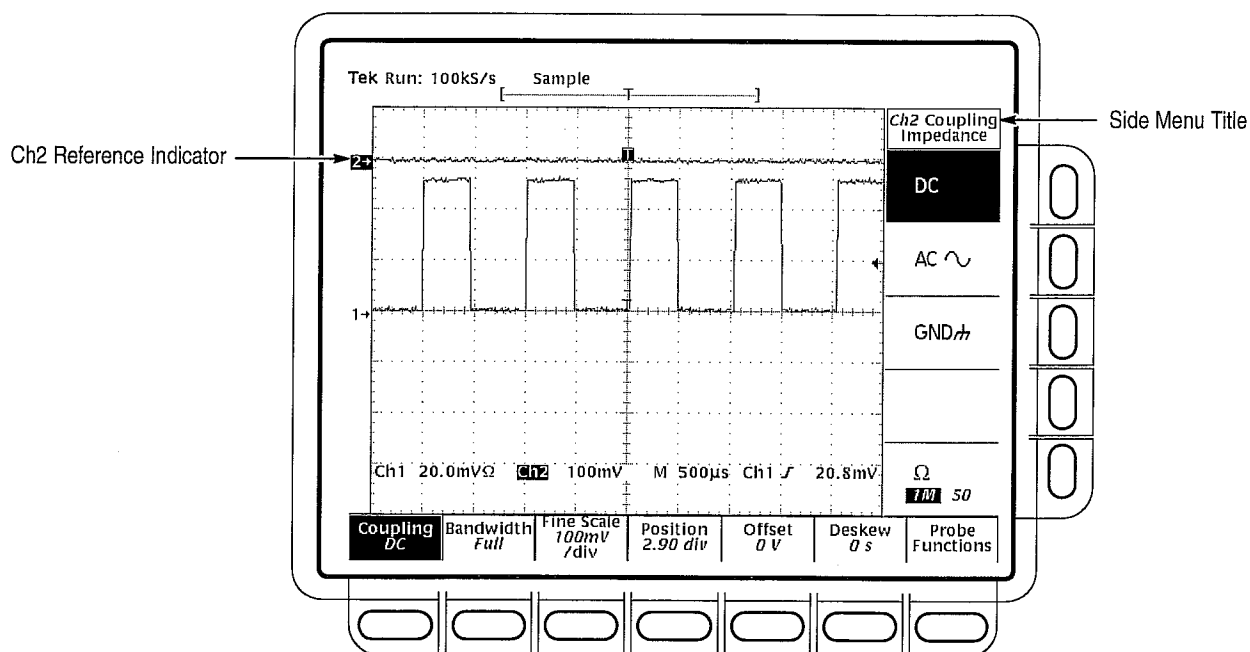 Tek Run: 100kS/s Sample
[ T ]
Ch2 Coupling
Impedance
Side Menu Title
Ch2 Reference Indicator
2→
T
DC
AC
GND
1→
Ch1 20.0mVΩ Ch2 100mV M 500µs Ch1 20.8mV
Ω
1M 50
Coupling
DC
Bandwidth
Full
Fine Scale
100mV
/div
Position
2.90 div
Offset
0 V
Deskew
0 s
Probe
Functions